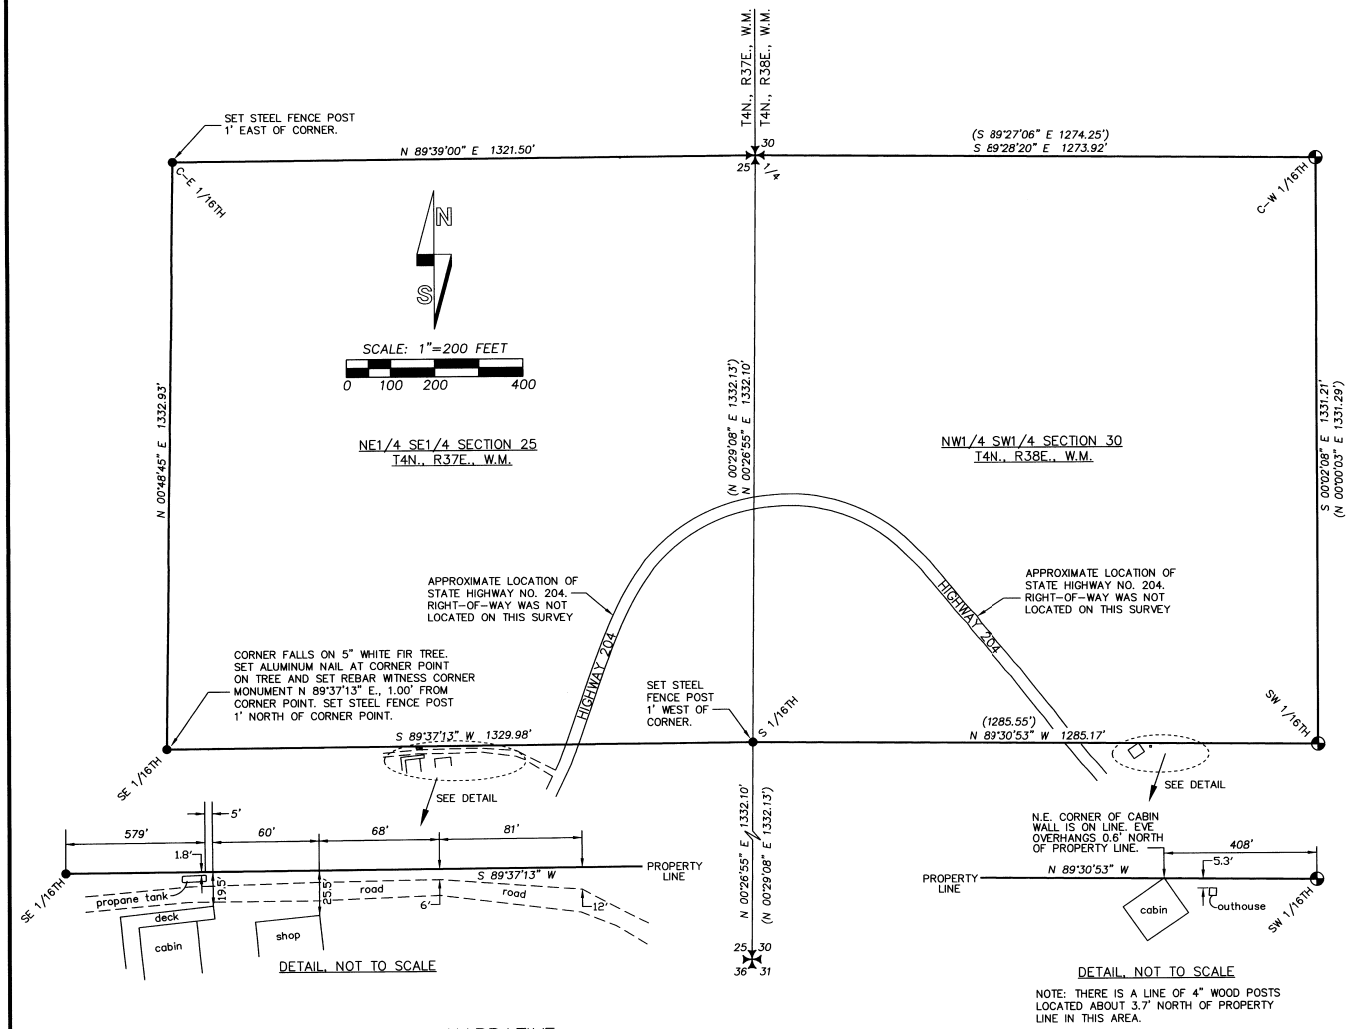 T4N., R37E., W.M.
T4N., R38E., W.M.
SET STEEL FENCE POST
1' EAST OF CORNER.
N 89°39'00" E 1321.50'
(S 89°27'06" E 1274.25')
S 89°28'20" E 1273.92'
30
25
1/4
C-E 1/16TH
C-W 1/16TH
N
S
SCALE: 1"=200 FEET
0 100 200 400
NE1/4 SE1/4 SECTION 25
T4N., R37E., W.M.
NW1/4 SW1/4 SECTION 30
T4N., R38E., W.M.
N 00°48'45" E 1332.93'
(N 00°29'08" E 1332.13')
N 00°26'55" E 1332.10'
S 00°02'08" E 1331.21'
(N 00°00'03" E 1331.29')
APPROXIMATE LOCATION OF
STATE HIGHWAY NO. 204.
RIGHT-OF-WAY WAS NOT
LOCATED ON THIS SURVEY
HIGHWAY 204
APPROXIMATE LOCATION OF
STATE HIGHWAY NO. 204.
RIGHT-OF-WAY WAS NOT
LOCATED ON THIS SURVEY
HIGHWAY 204
CORNER FALLS ON 5" WHITE FIR TREE.
SET ALUMINUM NAIL AT CORNER POINT
ON TREE AND SET REBAR WITNESS CORNER
MONUMENT N 89°37'13" E., 1.00' FROM
CORNER POINT. SET STEEL FENCE POST
1' NORTH OF CORNER POINT.
SET STEEL
FENCE POST
1' WEST OF
CORNER.
S 1/16TH
SW 1/16TH
SE 1/16TH
S 89°37'13" W 1329.98'
(1285.55')
N 89°30'53" W 1285.17'
SEE DETAIL
SEE DETAIL
5'
579'
60'
68'
81'
1.8'
19.5'
25.5'
PROPERTY
LINE
S 89°37'13" W
SE 1/16TH
propane tank
road
road
6'
12'
deck
cabin
shop
DETAIL, NOT TO SCALE
N 00°26'55" E 1332.10'
(N 00°29'08" E 1332.13')
25 30
36 31
N.E. CORNER OF CABIN
WALL IS ON LINE. EVE
OVERHANGS 0.6' NORTH
OF PROPERTY LINE.
408'
5.3'
PROPERTY
LINE
N 89°30'53" W
cabin
outhouse
SW 1/16TH
DETAIL, NOT TO SCALE
NOTE: THERE IS A LINE OF 4" WOOD POSTS
LOCATED ABOUT 3.7' NORTH OF PROPERTY
LINE IN THIS AREA.